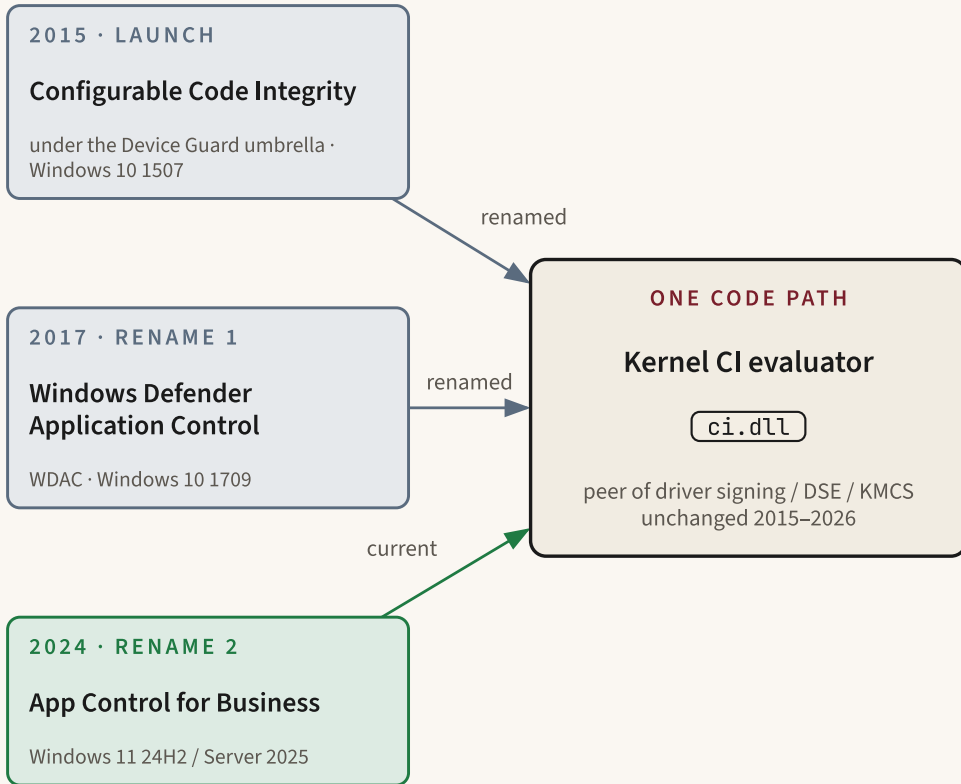 2015 · LAUNCH
Configurable Code Integrity
under the Device Guard umbrella ·
Windows 10 1507
renamed
2017 · RENAME 1
Windows Defender
Application Control
WDAC · Windows 10 1709
renamed
2024 · RENAME 2
App Control for Business
Windows 11 24H2 / Server 2025
current
ONE CODE PATH
Kernel CI evaluator
ci.dll
peer of driver signing / DSE / KMCS
unchanged 2015–2026